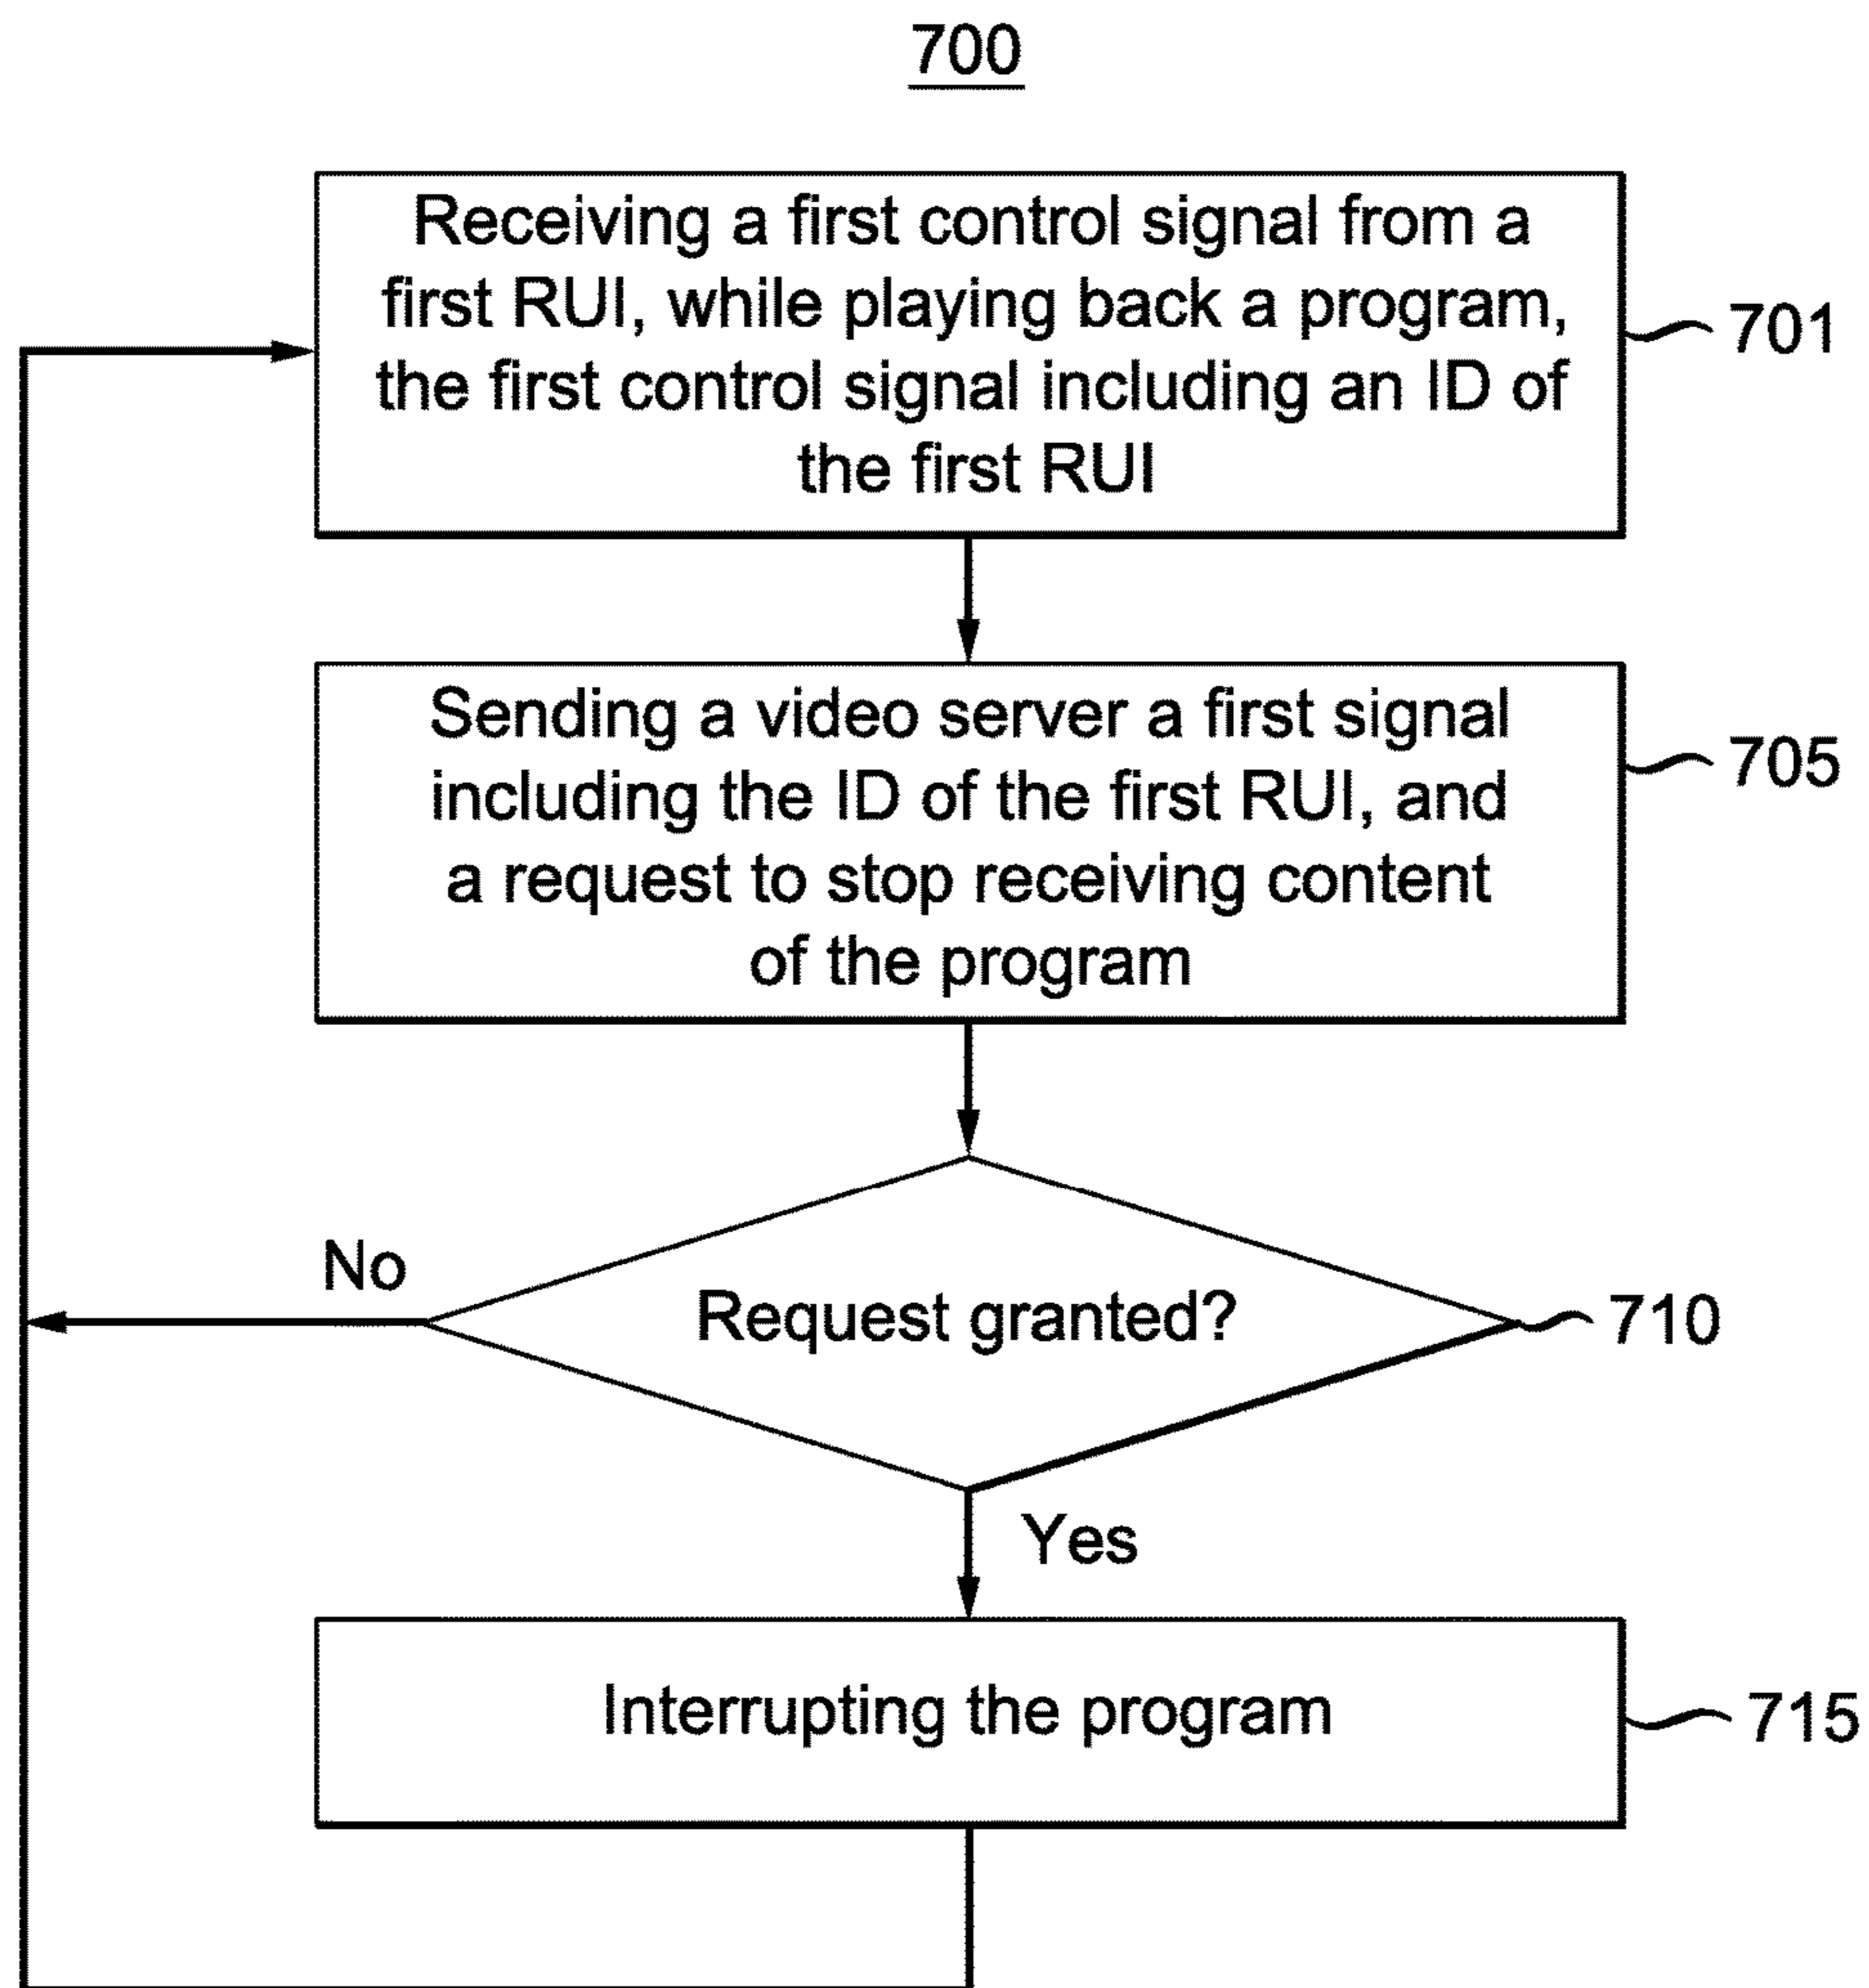 700
Receiving a first control signal from a
first RUI, while playing back a program,
the first control signal including an ID of
the first RUI
701
Sending a video server a first signal
including the ID of the first RUI, and
a request to stop receiving content
of the program
705
No
Request granted?
710
Yes
Interrupting the program
715